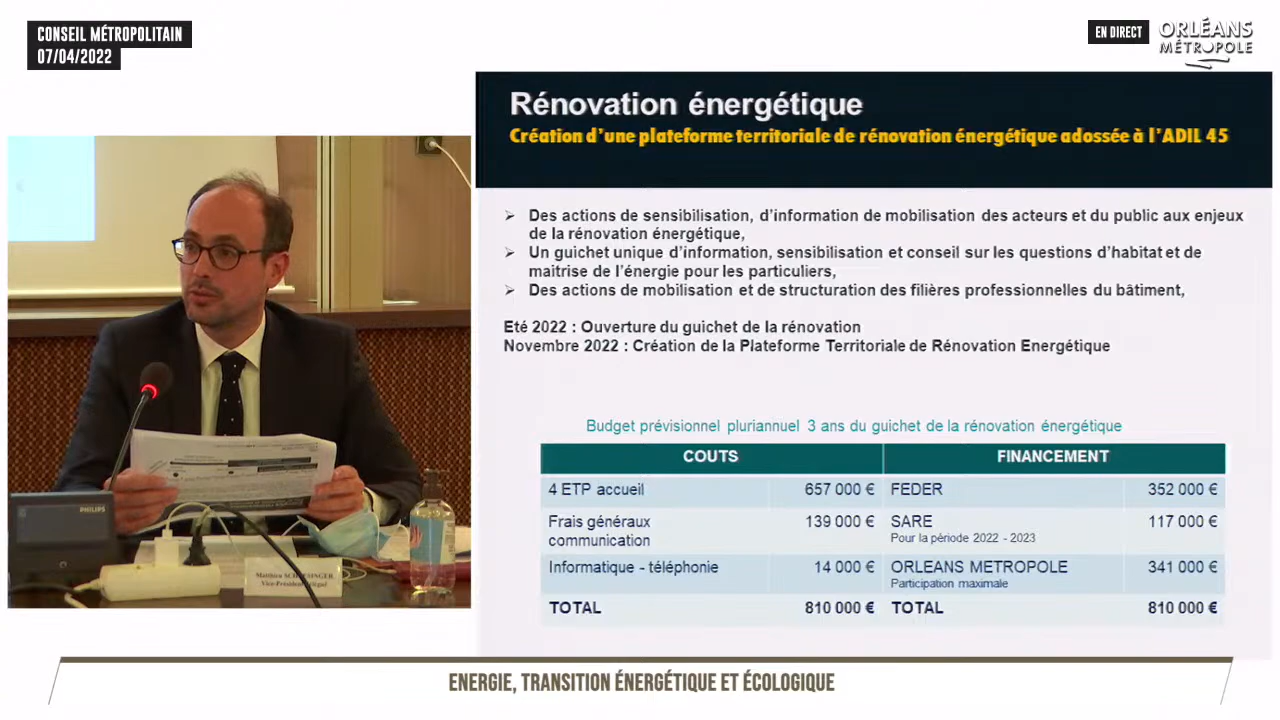 CONSEIL MÉTROPOLITAIN
07/04/2022
EN DIRECT
ORLÉANS
MÉTROPOLE
Rénovation énergétique
Création d'une plateforme territoriale de rénovation énergétique adossée à l'ADIL 45
➢ Des actions de sensibilisation, d'information de mobilisation des acteurs et du public aux enjeux
de la rénovation énergétique,
➢ Un guichet unique d'information, sensibilisation et conseil sur les questions d'habitat et de
maitrise de l'énergie pour les particuliers,
➢ Des actions de mobilisation et de structuration des filières professionnelles du bâtiment,
Eté 2022 : Ouverture du guichet de la rénovation
Novembre 2022 : Création de la Plateforme Territoriale de Rénovation Energétique
Budget prévisionnel pluriannuel 3 ans du guichet de la rénovation énergétique
COUTS FINANCEMENT
4 ETP accueil 657 000 € FEDER 352 000 €
Frais généraux communication 139 000 € SARE 117 000 €
Pour la période 2022 - 2023
Informatique - téléphonie 14 000 € ORLEANS METROPOLE 341 000 €
Participation maximale
TOTAL 810 000 € TOTAL 810 000 €
PHILIPS
Matthieu
Vice-Président
ENERGIE, TRANSITION ÉNERGÉTIQUE ET ÉCOLOGIQUE